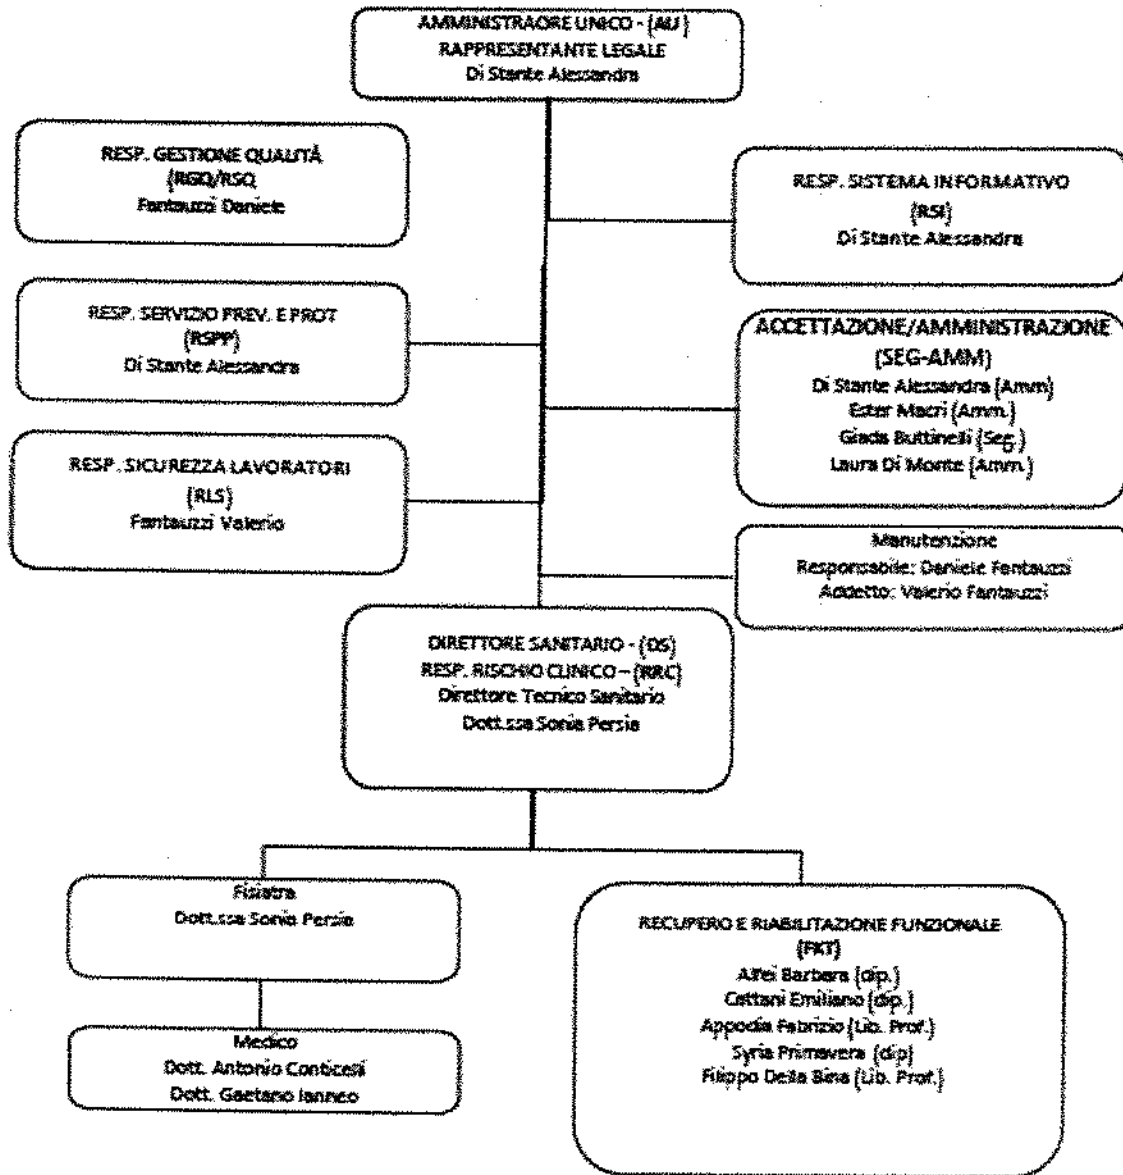 AMMINISTRAORE UNICO - (AU)
RAPPRESENTANTE LEGALE
Di Stante Alessandra
RESP. GESTIONE QUALITÀ
(RGQ/RSQ
Fantauzzi Daniele
RESP. SISTEMA INFORMATIVO
(RSI)
Di Stante Alessandra
RESP. SERVIZIO PREV. E PROT
(RSPP)
Di Stante Alessandra
ACCETTAZIONE/AMMINISTRAZIONE
(SEG-AMM)
Di Stante Alessandra (Amm)
Ester Macri (Amm.)
Giada Buttinelli (Seg.)
Laura Di Monte (Amm.)
RESP. SICUREZZA LAVORATORI
(RLS)
Fantauzzi Valerio
Manutenzione
Responsabile: Daniele Fantauzzi
Addetto: Valerio Fantauzzi
DIRETTORE SANITARIO - (DS)
RESP. RISCHIO CLINICO – (RRC)
Direttore Tecnico Sanitario
Dott.ssa Sonia Persia
Fisiatra
Dott.ssa Sonia Persia
Medico
Dott. Antonio
Dott. Gaetano Ianneo
RECUPERO E RIABILITAZIONE FUNZIONALE
(FKT)
Alfei Barbara (dip.)
Cattani Emiliano (dip.)
Appodia Fabrizio (Lib. Prof.)
Syria Primavera (dip)
Filippo Della Bina (Lib. Prof.)